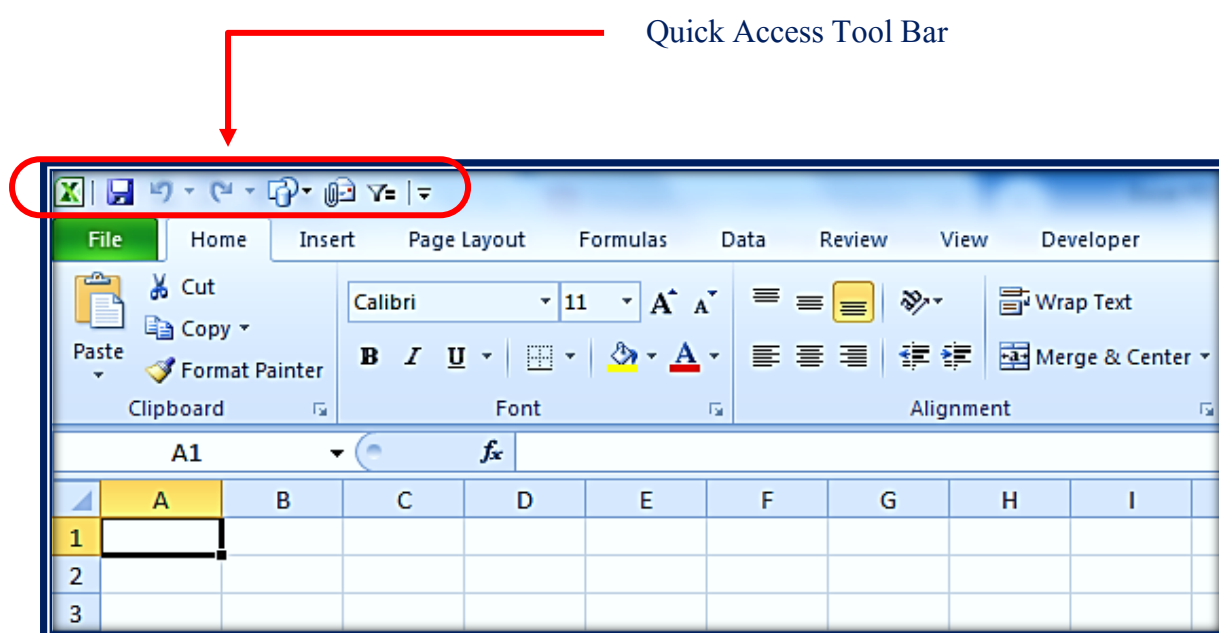 Quick Access Tool Bar
File Home Insert Page Layout Formulas Data Review View Developer
Cut
Calibri 11 A A Wrap Text
Copy
Paste
B I U A a Merge & Center
Format Painter
Clipboard Font Alignment
A1 fx
A B C D E F G H I
1
2
3